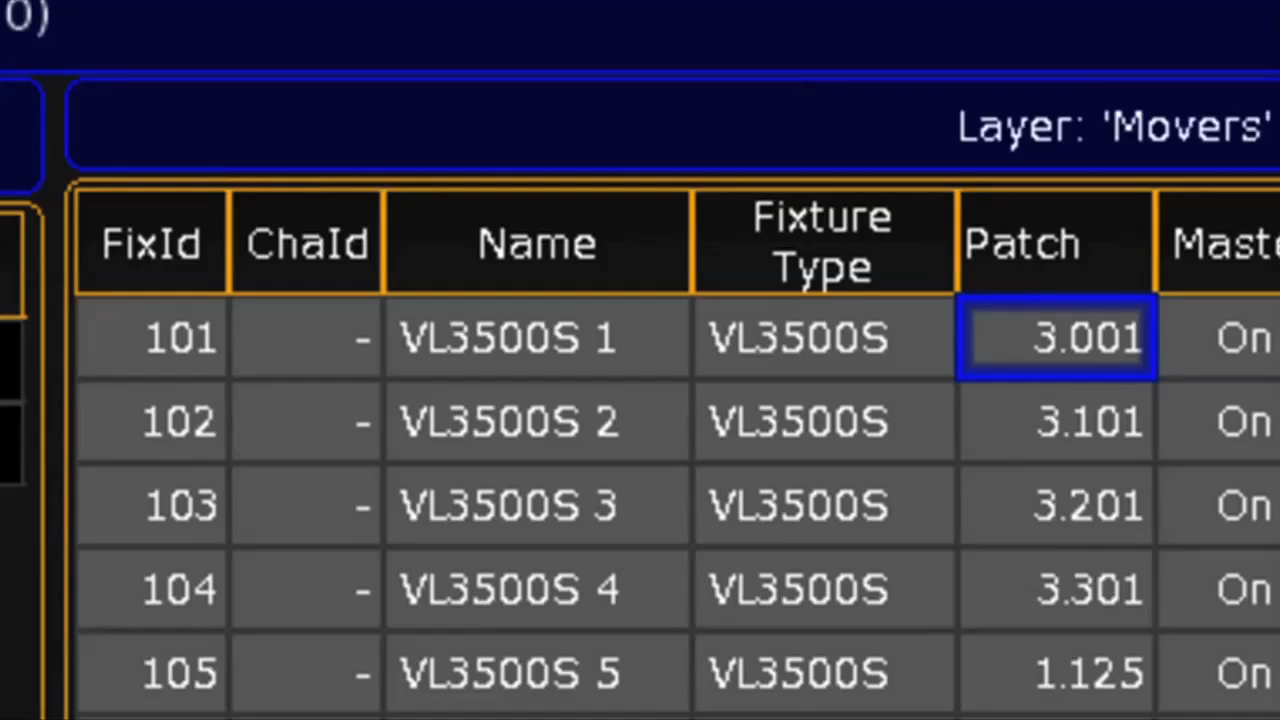 0)
Layer: 'Movers'
FixId ChaId Name Fixture Type Patch Maste
101 - VL3500S 1 VL3500S 3.001 On
102 - VL3500S 2 VL3500S 3.101 On
103 - VL3500S 3 VL3500S 3.201 On
104 - VL3500S 4 VL3500S 3.301 On
105 - VL3500S 5 VL3500S 1.125 On